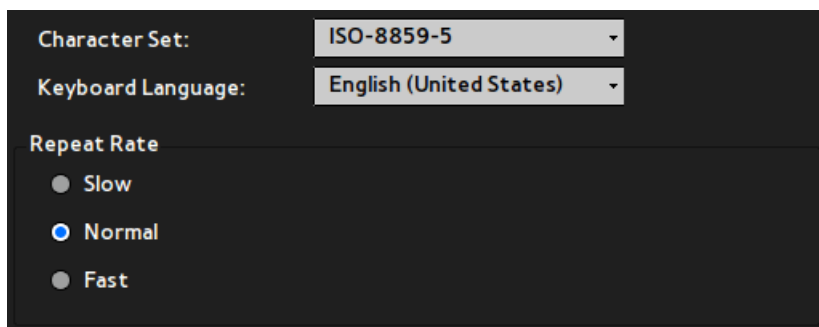 Character Set: ISO-8859-5
Keyboard Language: English (United States)
Repeat Rate
Slow
Normal
Fast